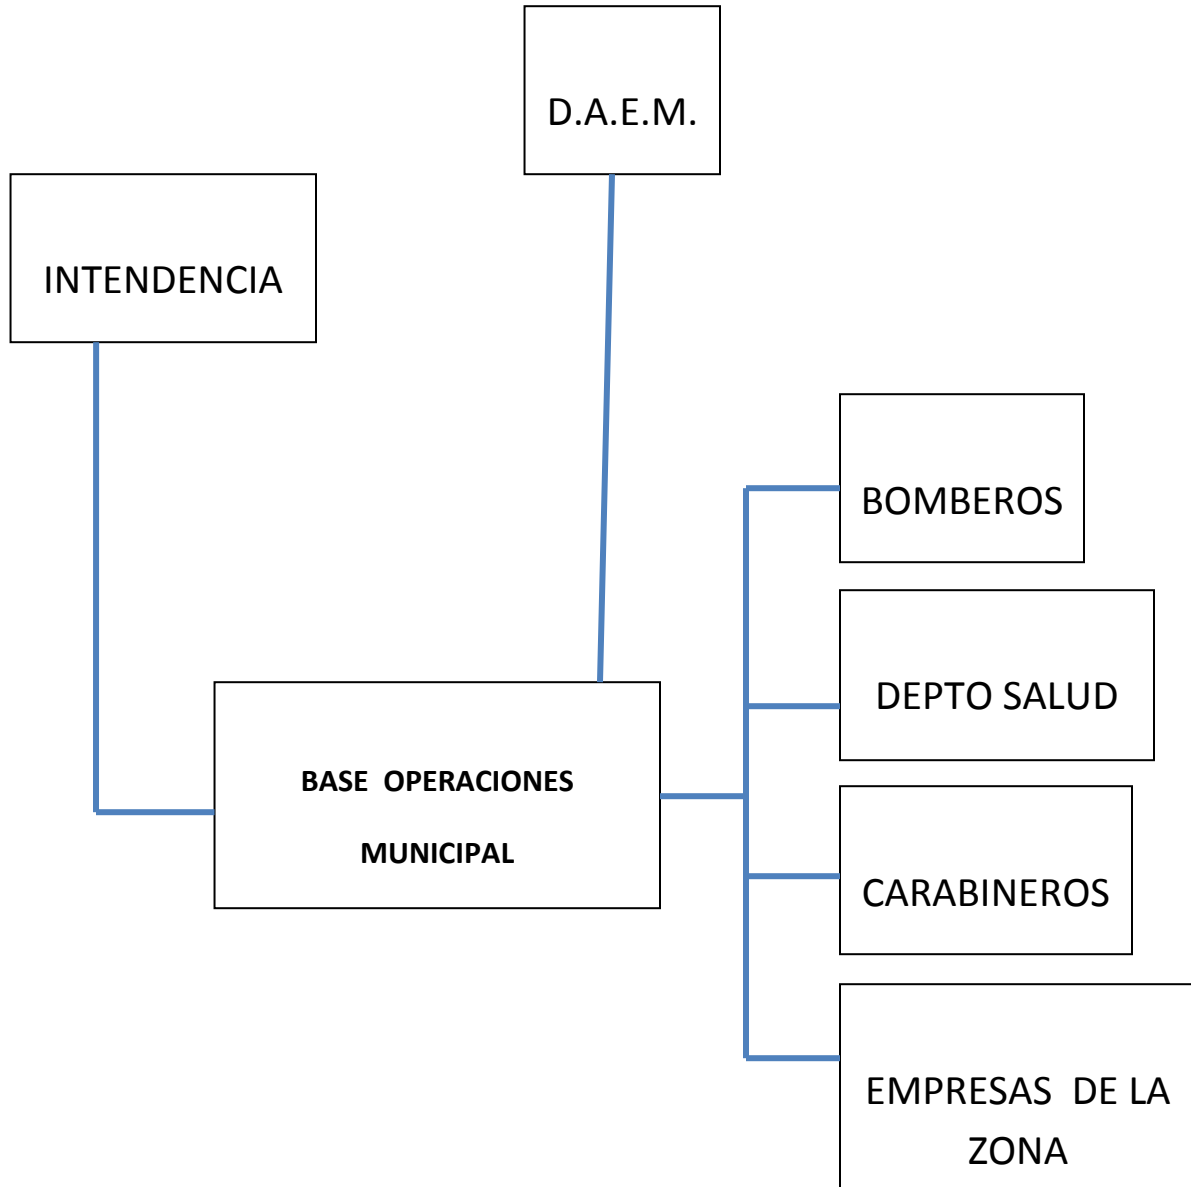 D.A.E.M.
INTENDENCIA
BOMBEROS
DEPTO SALUD
BASE  OPERACIONES
MUNICIPAL
CARABINEROS
EMPRESAS  DE LA
ZONA